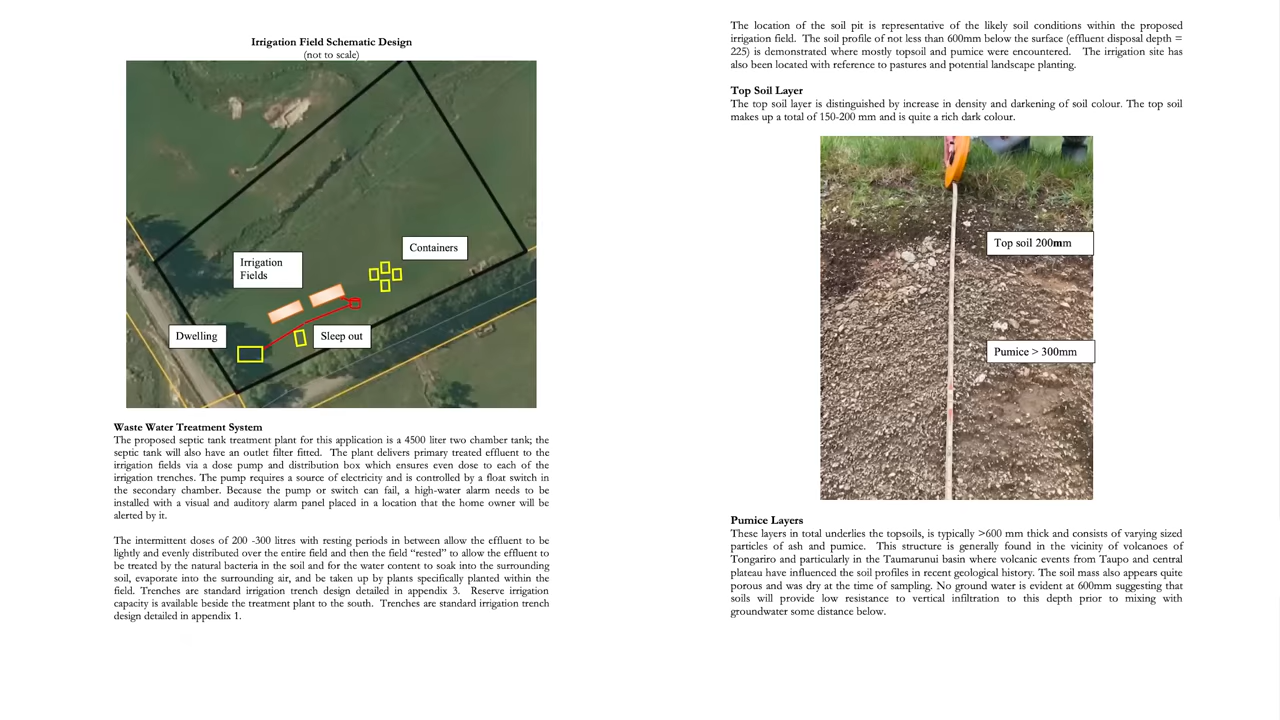 Irrigation Field Schematic Design
(not to scale)
Containers
Irrigation
Fields
Dwelling
Sleep out
Waste Water Treatment System
The proposed septic tank treatment plant for this application is a 4500 liter two chamber tank; the
septic tank will also have an outlet filter fitted. The plant delivers primary treated effluent to the
irrigation fields via a dose pump and distribution box which ensures even dose to each of the
irrigation trenches. The pump requires a source of electricity and is controlled by a float switch in
the secondary chamber. Because the pump or switch can fail, a high-water alarm needs to be
installed with a visual and auditory alarm panel placed in a location that the home owner will be
alerted by it.
The intermittent doses of 200 -300 litres with resting periods in between allow the effluent to be
lightly and evenly distributed over the entire field and then the field “rested” to allow the effluent to
be treated by the natural bacteria in the soil and for the water content to soak into the surrounding
soil, evaporate into the surrounding air, and be taken up by plants specifically planted within the
field. Trenches are standard irrigation trench design detailed in appendix 3. Reserve irrigation
capacity is available beside the treatment plant to the south. Trenches are standard irrigation trench
design detailed in appendix 1.
The location of the soil pit is representative of the likely soil conditions within the proposed
irrigation field. The soil profile of not less than 600mm below the surface (effluent disposal depth =
225) is demonstrated where mostly topsoil and pumice were encountered. The irrigation site has
also been located with reference to pastures and potential landscape planting.
Top Soil Layer
The top soil layer is distinguished by increase in density and darkening of soil colour. The top soil
makes up a total of 150-200 mm and is quite a rich dark colour.
Top soil 200mm
Pumice > 300mm
Pumice Layers
These layers in total underlies the topsoils, is typically >600 mm thick and consists of varying sized
particles of ash and pumice. This structure is generally found in the vicinity of volcanoes of
Tongariro and particularly in the Taumarunui basin where volcanic events from Taupo and central
plateau have influenced the soil profiles in recent geological history. The soil mass also appears quite
porous and was dry at the time of sampling. No ground water is evident at 600mm suggesting that
soils will provide low resistance to vertical infiltration to this depth prior to mixing with
groundwater some distance below.